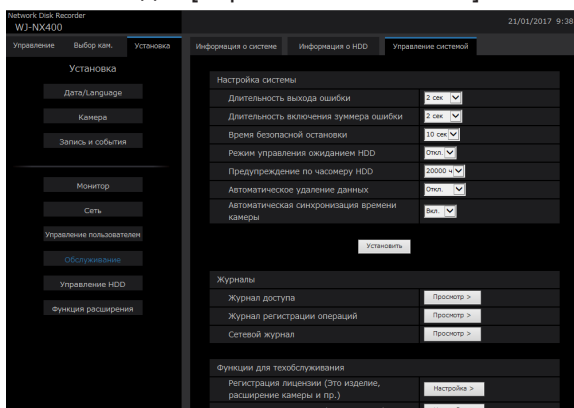 Network Disk Recorder
WJ-NX400
21/01/2017 9:38
Управление Выбор кам. Установка
Информация о системе Информация о HDD Управление системой
Установка
Дата/Language
Камера
Запись и события
Монитор
Сеть
Управление пользователем
Обслуживание
Управление HDD
Функция расширения
Настройка системы
Длительность выхода ошибки 2 сек
Длительность включения зуммера ошибки 2 сек
Время безопасной остановки 10 сек
Режим управления ожиданием HDD Откл.
Предупреждение по часомеру HDD 20000 ч
Автоматическое удаление данных Откл.
Автоматическая синхронизация времени
камеры Вкл.
Установить
Журналы
Журнал доступа Просмотр >
Журнал регистрации операций Просмотр >
Сетевой журнал Просмотр >
Функции для техобслуживания
Регистрация лицензии (Это изделие,
расширение камеры и пр.) Настройка >